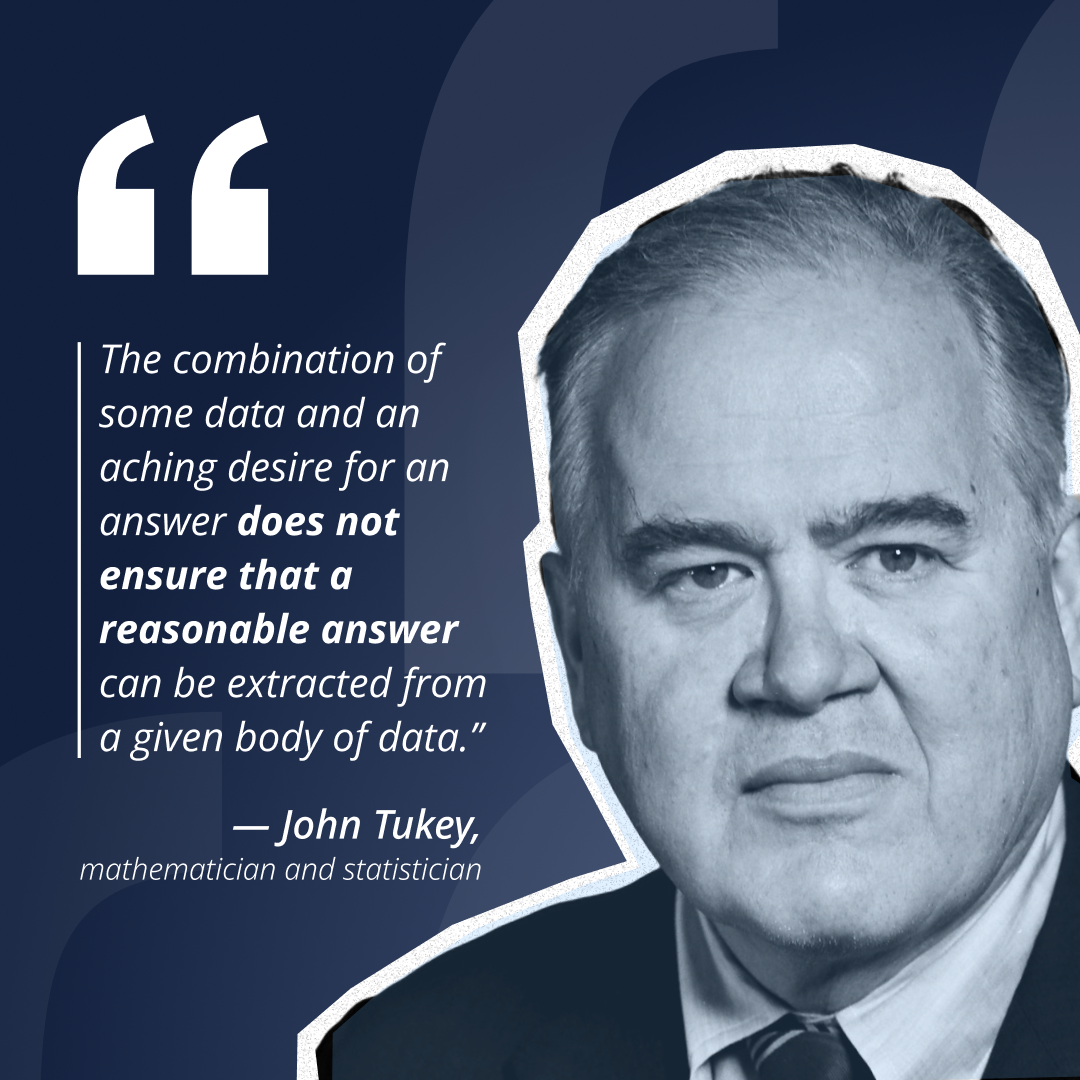 “
The combination of
some data and an
aching desire for an
answer does not
ensure that a
reasonable answer
can be extracted from
a given body of data.”
— John Tukey,
mathematician and statistician